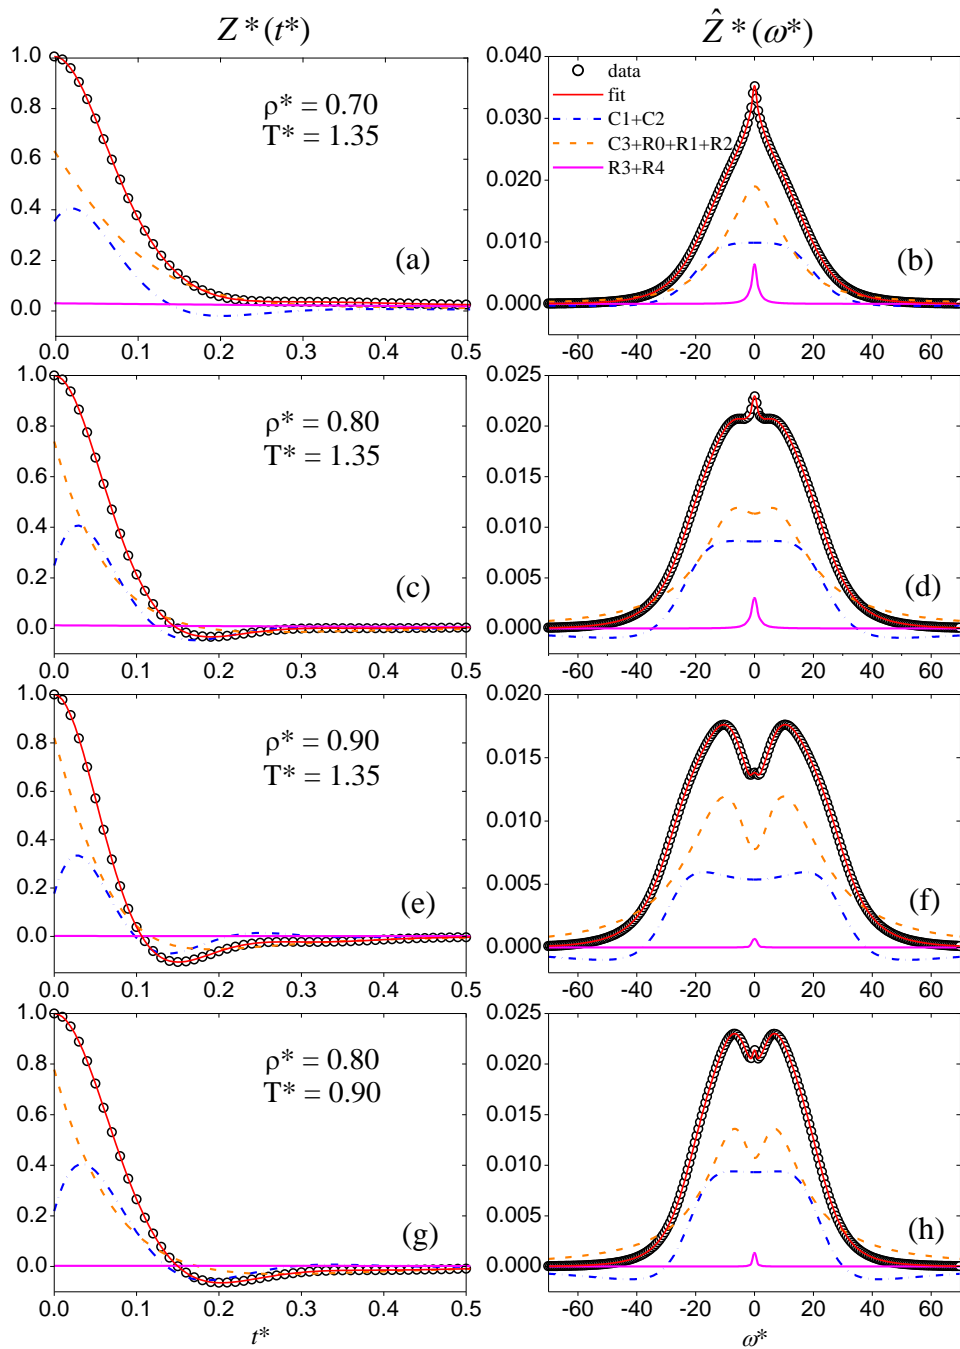 Z*(t*)
Ẑ*(ω*)
1.0
0.8
0.6
0.4
0.2
0.0
ρ* = 0.70
T* = 1.35
(a)
0.0 0.1 0.2 0.3 0.4 0.5
0.040
0.030
0.020
0.010
0.000
data
fit
C1+C2
C3+R0+R1+R2
R3+R4
(b)
-60 -40 -20 0 20 40 60
1.0
0.8
0.6
0.4
0.2
0.0
ρ* = 0.80
T* = 1.35
(c)
0.0 0.1 0.2 0.3 0.4 0.5
0.025
0.020
0.015
0.010
0.005
0.000
(d)
-60 -40 -20 0 20 40 60
1.0
0.8
0.6
0.4
0.2
0.0
ρ* = 0.90
T* = 1.35
(e)
0.0 0.1 0.2 0.3 0.4 0.5
0.020
0.015
0.010
0.005
0.000
(f)
-60 -40 -20 0 20 40 60
1.0
0.8
0.6
0.4
0.2
0.0
ρ* = 0.80
T* = 0.90
(g)
0.0 0.1 0.2 0.3 0.4 0.5
t*
0.025
0.020
0.015
0.010
0.005
0.000
(h)
-60 -40 -20 0 20 40 60
ω*